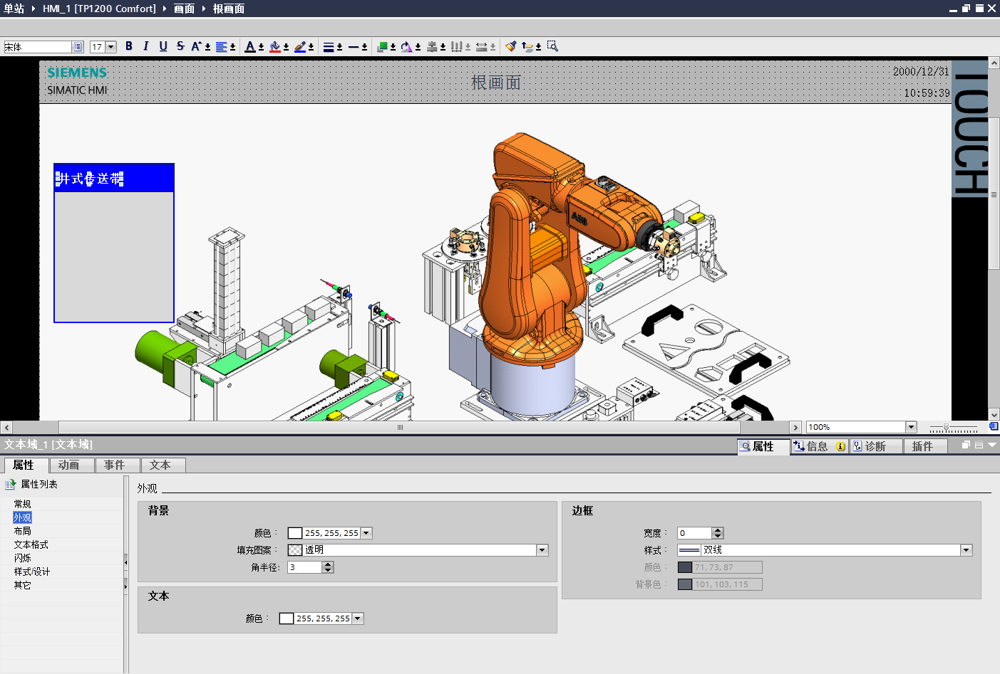 单站 HMI_1 [TP1200 Comfort] 画面 根画面
宋体 17 B I U S A A
SIEMENS
SIMATIC HMI
根画面
2000/12/31
10:59:39
TOUCH
井式传送带
ABB
100%
文本域_1 [文本域]
属性 信息 诊断 插件
属性 动画 事件 文本
属性列表
常规
外观
布局
文本格式
闪烁
样式/设计
其它
外观
背景
颜色： 255, 255, 255
填充图案： 透明
角半径: 3
文本
颜色： 255, 255, 255
边框
宽度： 0
样式： 双线
颜色： 71, 73, 87
背景色： 101, 103, 115